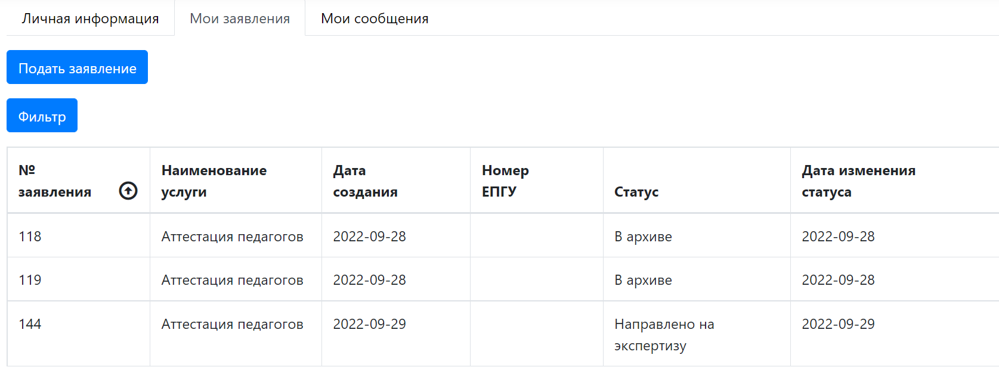 Личная информация Мои заявления Мои сообщения
Подать заявление
Фильтр
№ заявления Наименование услуги Дата создания Номер ЕПГУ Статус Дата изменения статуса
118 Аттестация педагогов 2022-09-28 В архиве 2022-09-28
119 Аттестация педагогов 2022-09-28 В архиве 2022-09-28
144 Аттестация педагогов 2022-09-29 Направлено на экспертизу 2022-09-29